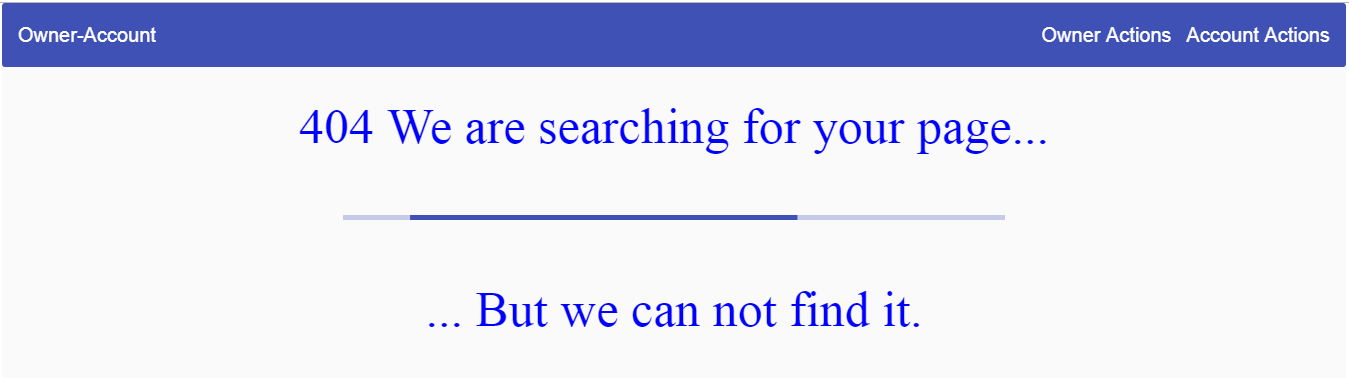 Owner-Account Owner Actions Account Actions
404 We are searching for your page...
... But we can not find it.